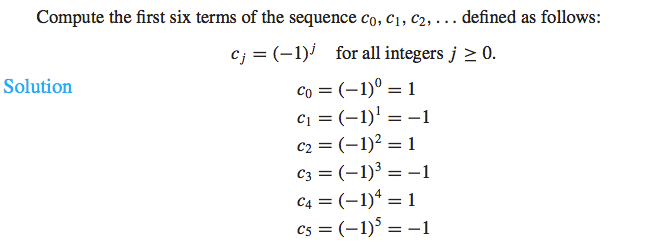 Compute the first six terms of the sequence c₀, c₁, c₂, ... defined as follows:
cⱼ = (−1)ʲ for all integers j ≥ 0.
Solution c₀ = (−1)⁰ = 1
c₁ = (−1)¹ = −1
c₂ = (−1)² = 1
c₃ = (−1)³ = −1
c₄ = (−1)⁴ = 1
c₅ = (−1)⁵ = −1